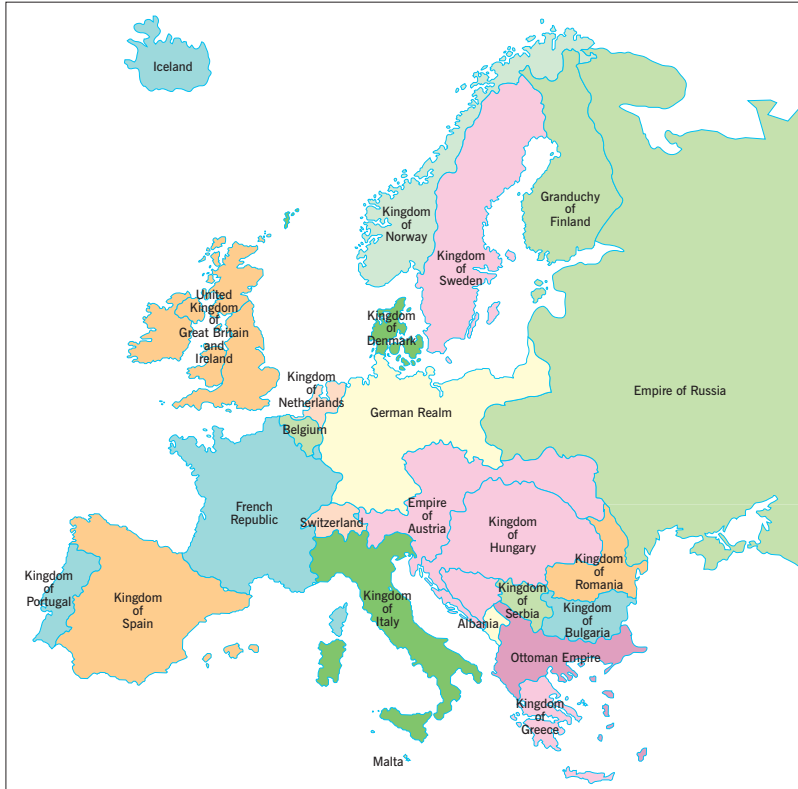 Iceland
Kingdom
of
Norway
Granduchy
of
Finland
Kingdom
of
Sweden
United
Kingdom
of
Great Britain
and
Ireland
Kingdom
of
Denmark
Kingdom
of
Netherlands
German Realm
Empire of Russia
Belgium
French
Republic
Switzerland
Empire
of
Austria
Kingdom
of
Hungary
Kingdom
of
Romania
Kingdom
of
Portugal
Kingdom
of
Spain
Kingdom
of
Italy
Kingdom
of
Serbia
Albania
Kingdom
of
Bulgaria
Ottoman Empire
Kingdom
of
Greece
Malta